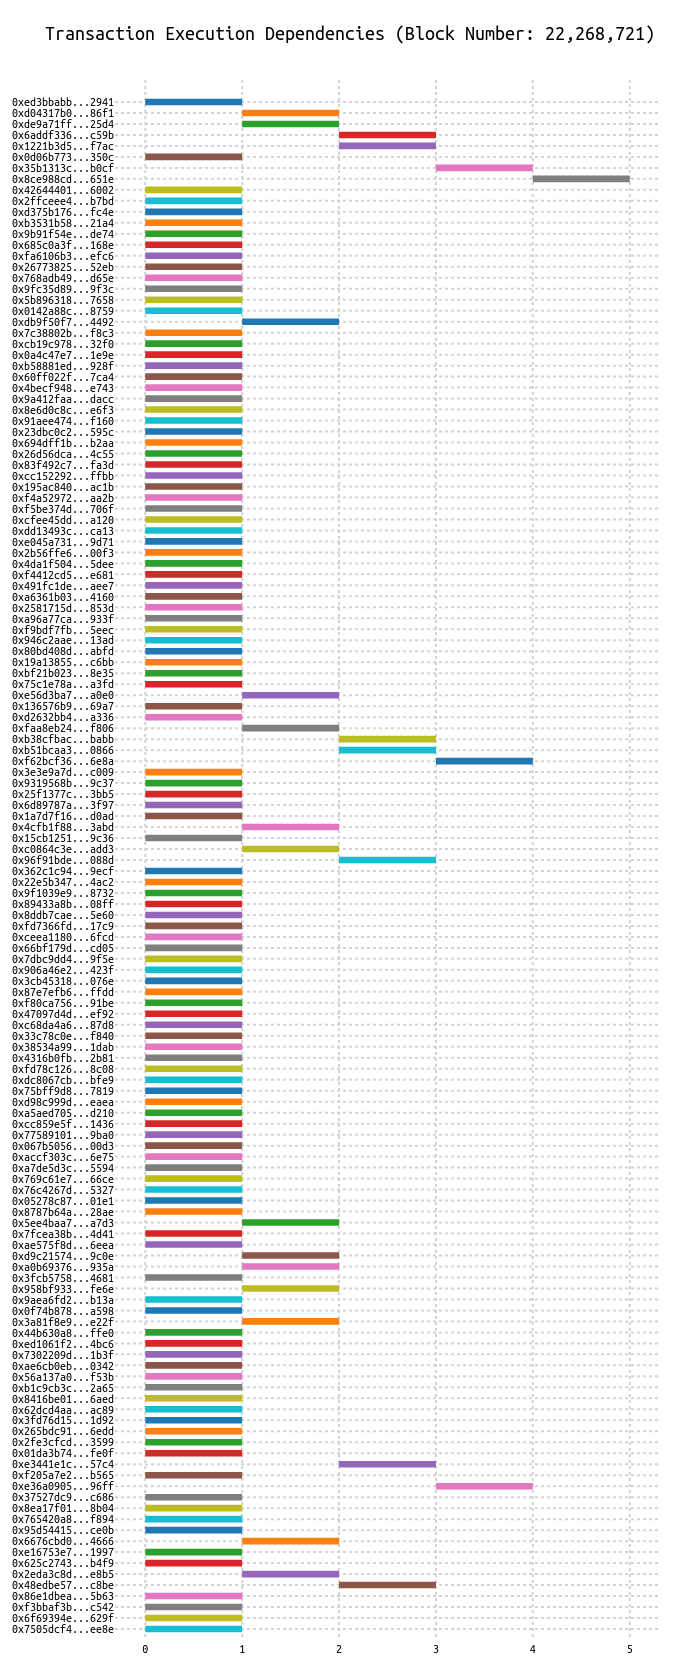 Transaction Execution Dependencies (Block Number: 22,268,721)
0xed3bbabb...2941
0xd04317b0...86f1
0xde9a71ff...25d4
0x6addf336...c59b
0x1221b3d5...f7ac
0x0d06b773...350c
0x35b1313c...b0cf
0x8ce988cd...651e
0x42644401...6002
0x2ffceee4...b7bd
0xd375b176...fc4e
0xb3531b58...21a4
0x9b91f54e...de74
0x685c0a3f...168e
0xfa6106b3...efc6
0x26773825...52eb
0x768adb49...d65e
0x9fc35d89...9f3c
0x5b896318...7658
0x0142a88c...8759
0xdb9f50f7...4492
0x7c38802b...f8c3
0xcb19c978...32f0
0x0a4c47e7...1e9e
0xb58881ed...928f
0x60ff022f...7ca4
0x4becf948...e743
0x9a412faa...dacc
0x8e6d0c8c...e6f3
0x91aee474...f160
0x23dbc0c2...595c
0x694dff1b...b2aa
0x26d56dca...4c55
0x83f492c7...fa3d
0xcc152292...ffbb
0x195ac840...ac1b
0xf4a52972...aa2b
0xf5be374d...706f
0xcfee45dd...a120
0xdd13493c...ca13
0xe045a731...9d71
0x2b56ffe6...00f3
0x4da1f504...5dee
0xf4412cd5...e681
0x491fc1de...aee7
0xa6361b03...4160
0x2581715d...853d
0xa96a77ca...933f
0xf9bdf7fb...5eec
0x946c2aae...13ad
0x80bd408d...abfd
0x19a13855...c6bb
0xbf21b023...8e35
0x75c1e78a...a3fd
0xe56d3ba7...a0e0
0x136576b9...69a7
0xd2632bb4...a336
0xfaa8eb24...f806
0xb38cfbac...babb
0xb51bcaa3...0866
0xf62bcf36...6e8a
0x3e3e9a7d...c009
0x9319568b...9c37
0x25f1377c...3bb5
0x6d89787a...3f97
0x1a7d7f16...d0ad
0x4cfb1f88...3abd
0x15cb1251...9c36
0xc0864c3e...add3
0x96f91bde...088d
0x362c1c94...9ecf
0x22e5b347...4ac2
0x9f1039e9...8732
0x89433a8b...08ff
0x8ddb7cae...5e60
0xfd7366fd...17c9
0xceea1180...6fcd
0x66bf179d...cd05
0x7dbc9dd4...9f5e
0x906a46e2...423f
0x3cb45318...076e
0x87e7efb6...ffdd
0xf80ca756...91be
0x47097d4d...ef92
0xc68da4a6...87d8
0x33c78c0e...f840
0x38534a99...1dab
0x4316b0fb...2b81
0xfd78c126...8c08
0xdc8067cb...bfe9
0x75bff9d8...7819
0xd98c999d...eaea
0xa5aed705...d210
0xcc859e5f...1436
0x77589101...9ba0
0x067b5056...00d3
0xaccf303c...6e75
0xa7de5d3c...5594
0x769c61e7...66ce
0x76c4267d...5327
0x05278c87...01e1
0x8787b64a...28ae
0x5ee4baa7...a7d3
0x7fcea38b...4d41
0xae575f8d...6eea
0xd9c21574...9c0e
0xa0b69376...935a
0x3fcb5758...4681
0x958bf933...fe6e
0x9aea6fd2...b13a
0x0f74b878...a598
0x3a81f8e9...e22f
0x44b630a8...ffe0
0xed1061f2...4bc6
0x7302209d...1b3f
0xae6cb0eb...0342
0x56a137a0...f53b
0xb1c9cb3c...2a65
0x8416be01...6aed
0x62dcd4aa...ac89
0x3fd76d15...1d92
0x265bdc91...6edd
0x2fe3cfcd...3599
0x01da3b74...fe0f
0xe3441e1c...57c4
0xf205a7e2...b565
0xe36a0905...96ff
0x37527dc9...c686
0x8ea17f01...8b04
0x765420a8...f894
0x95d54415...ce0b
0x6676cbd0...4666
0xe16753e7...1997
0x625c2743...b4f9
0x2eda3c8d...e8b5
0x48edbe57...c8be
0x86e1dbea...5b63
0xf3bbaf3b...c542
0x6f69394e...629f
0x7505dcf4...ee8e
0 1 2 3 4 5